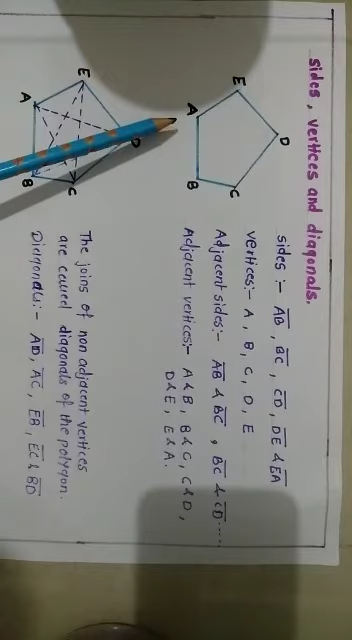 sides, vertices and diagonals.
E
D
A
B
C
sides :- AB, BC, CD, DE & EA
vertices:- A, B, C, D, E
Adjacent sides:- AB & BC, BC & CD.....
Adjacent vertices:- A & B, B & C, C & D,
D & E, E & A.
E
D
A
B
C
The joins of non adjacent vertices
are called diagonals of the polygon.
Diagonals:- AD, AC, EB, EC & BD